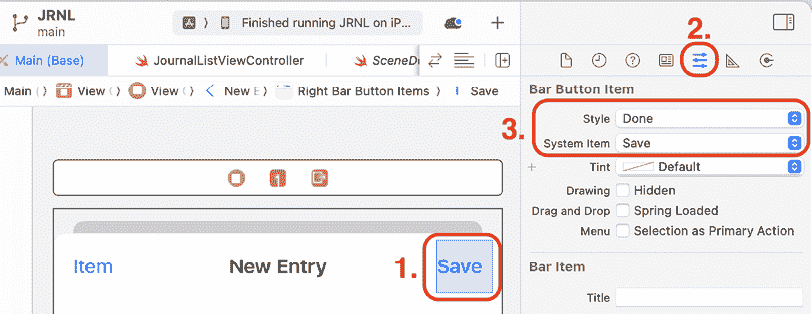 JRNL
main
Finished running JRNL on iP...
Main (Base)
JournalListViewController
SceneDe
Main ( ) View ( ) View ( ) New E Right Bar Button Items Save
2.
Bar Button Item
3.
Style Done
System Item Save
Tint Default
Drawing Hidden
Drag and Drop Spring Loaded
Menu Selection as Primary Action
Item
New Entry
1.
Save
Bar Item
Title